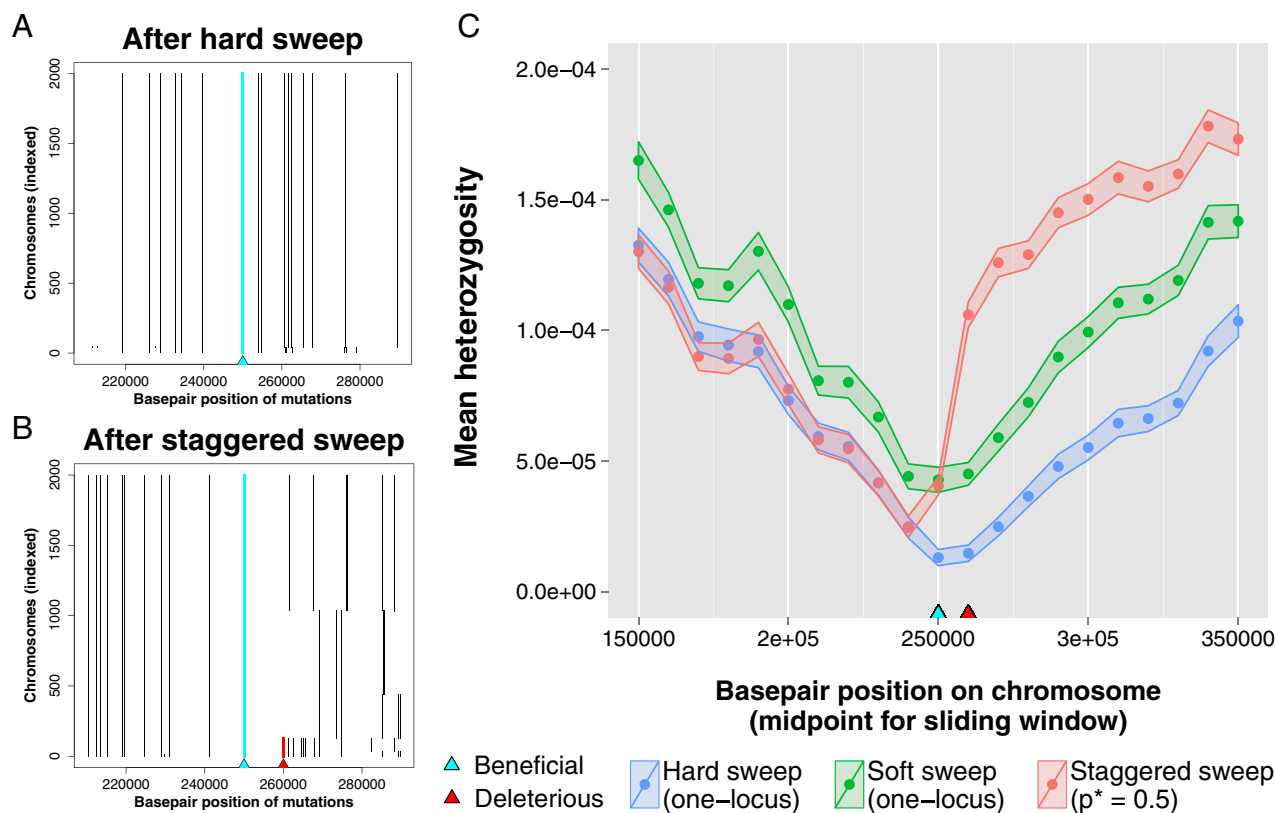 A
After hard sweep
Chromosomes (indexed)
2000
1500
1000
500
0
220000 240000 260000 280000
Basepair position of mutations
B
After staggered sweep
Chromosomes (indexed)
2000
1500
1000
500
0
220000 240000 260000 280000
Basepair position of mutations
C
Mean heterozygosity
2.0e−04
1.5e−04
1.0e−04
5.0e−05
0.0e+00
150000 2e+05 250000 3e+05 350000
Basepair position on chromosome
(midpoint for sliding window)
Beneficial
Deleterious
Hard sweep
(one−locus)
Soft sweep
(one−locus)
Staggered sweep
(p* = 0.5)